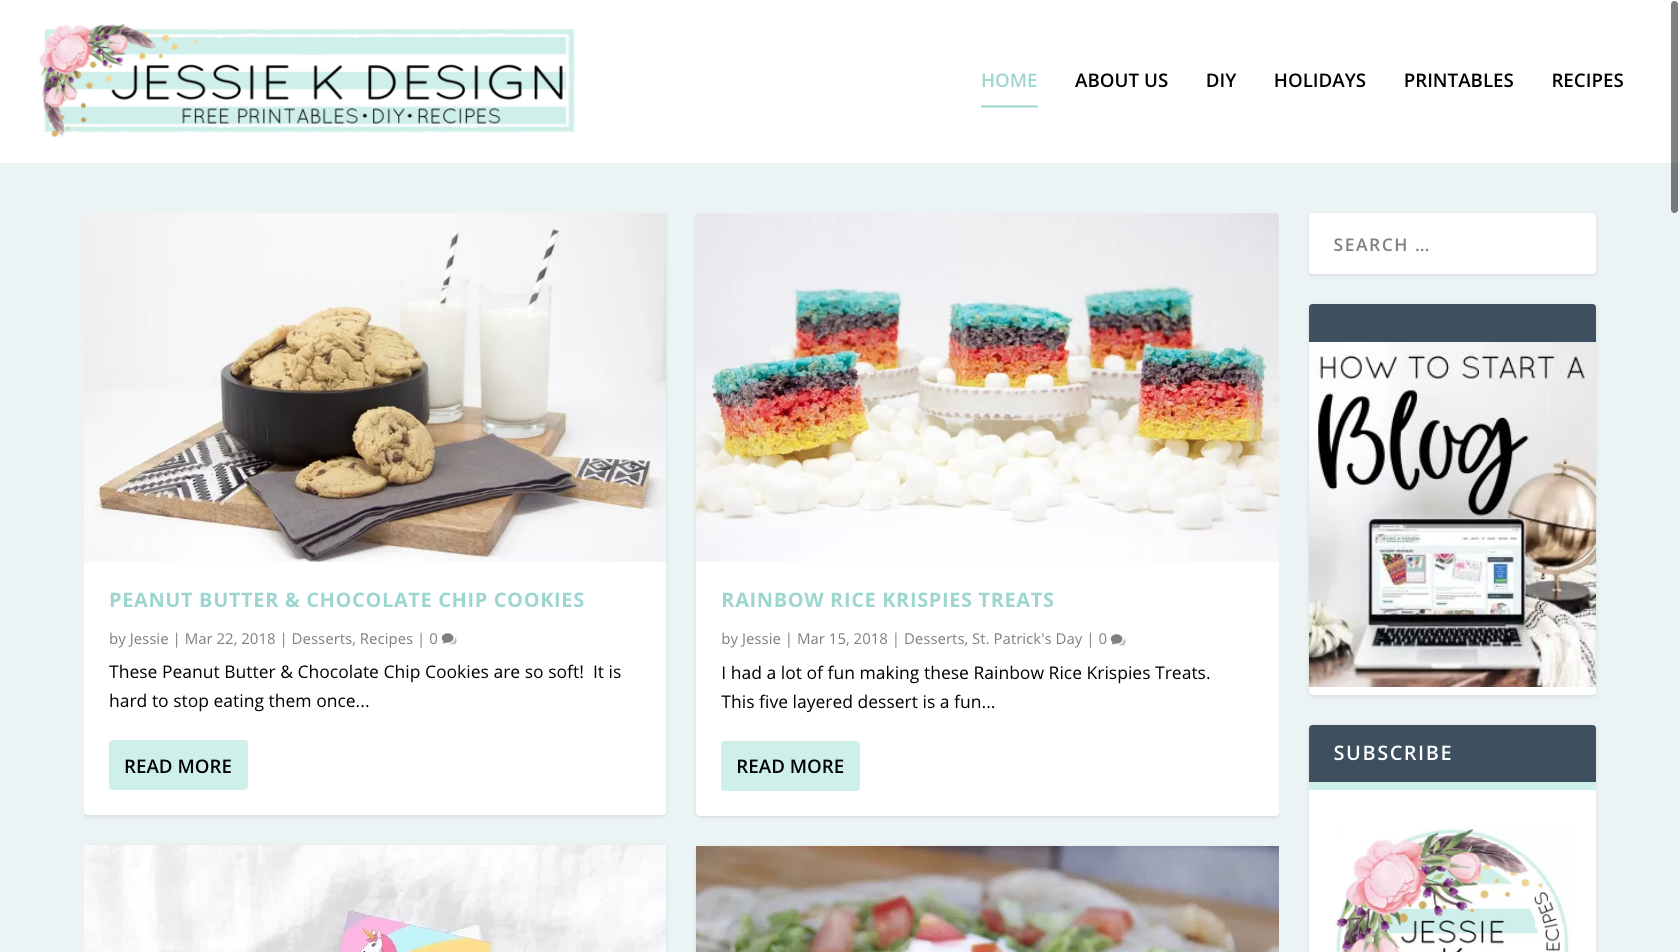 JESSIE K DESIGN
FREE PRINTABLES•DIY•RECIPES
HOME
ABOUT US
DIY
HOLIDAYS
PRINTABLES
RECIPES
PEANUT BUTTER & CHOCOLATE CHIP COOKIES
by Jessie | Mar 22, 2018 | Desserts, Recipes | 0
These Peanut Butter & Chocolate Chip Cookies are so soft!  It is
hard to stop eating them once...
READ MORE
RAINBOW RICE KRISPIES TREATS
by Jessie | Mar 15, 2018 | Desserts, St. Patrick's Day | 0
I had a lot of fun making these Rainbow Rice Krispies Treats.
This five layered dessert is a fun...
READ MORE
SEARCH …
HOW TO START A
Blog
SUBSCRIBE
JESSIE